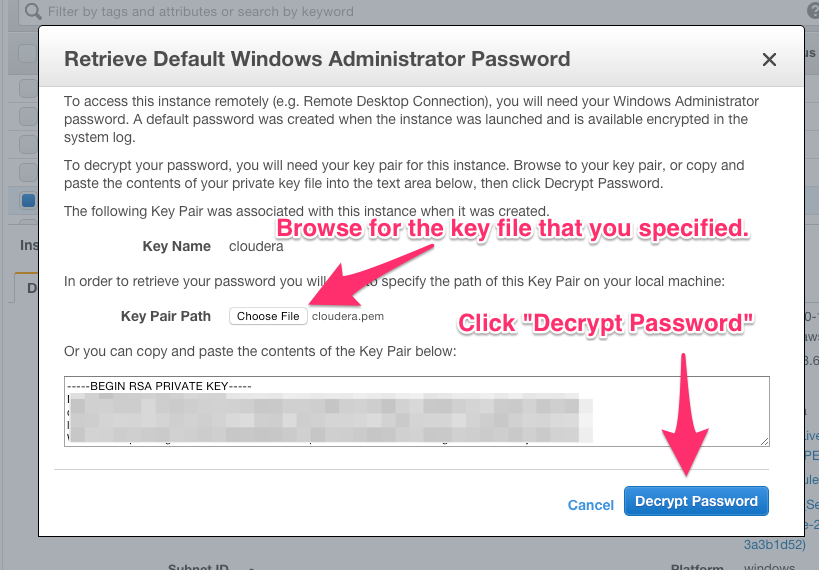 Filter by tags and attributes or search by keyword
Retrieve Default Windows Administrator Password
To access this instance remotely (e.g. Remote Desktop Connection), you will need your Windows Administrator
password. A default password was created when the instance was launched and is available encrypted in the
system log.
To decrypt your password, you will need your key pair for this instance. Browse to your key pair, or copy and
paste the contents of your private key file into the text area below, then click Decrypt Password.
The following Key Pair was associated with this instance when it was created.
Browse for the key file that you specified.
Key Name cloudera
In order to retrieve your password you will to specify the path of this Key Pair on your local machine:
Key Pair Path Choose File cloudera.pem
Click "Decrypt Password"
Or you can copy and paste the contents of the Key Pair below:
-----BEGIN RSA PRIVATE KEY-----
Cancel Decrypt Password
3a3b1d52)
Subnet ID Platform windows